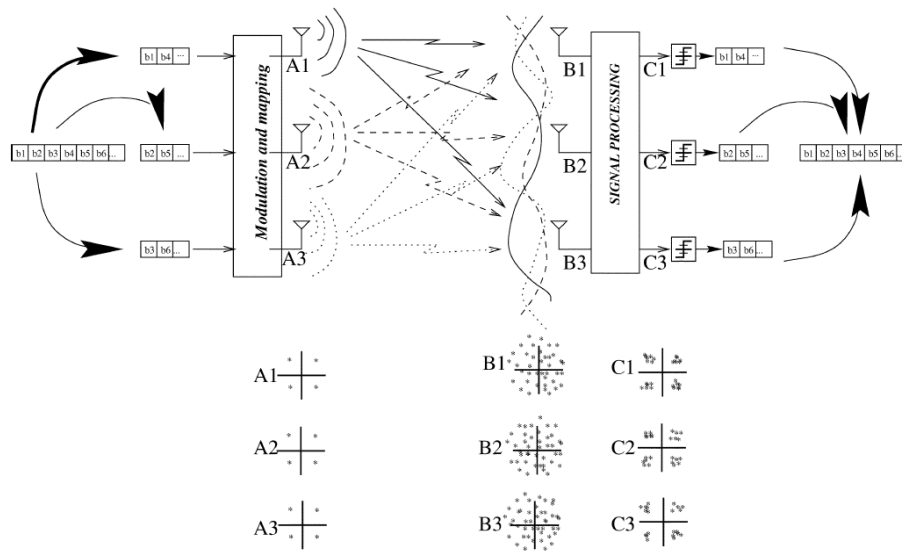 b1 b4 ...
A1
B1
C1
b1 b4 ...
b1 b2 b3 b4 b5 b6 ...
b2 b5 ...
Modulation and mapping
A2
B2
SIGNAL PROCESSING
C2
b2 b5 ...
b1 b2 b3 b4 b5 b6 ...
b3 b6 ...
A3
B3
C3
b3 b6 ...
A1
B1
C1
A2
B2
C2
A3
B3
C3